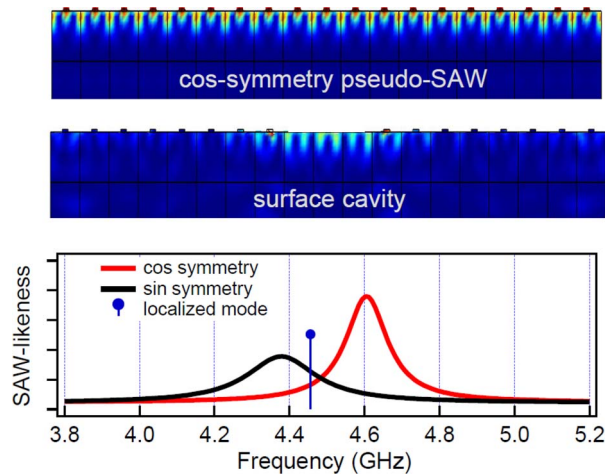 cos-symmetry pseudo-SAW
surface cavity
cos symmetry
sin symmetry
localized mode
SAW-likeness
3.8 4.0 4.2 4.4 4.6 4.8 5.0 5.2
Frequency (GHz)